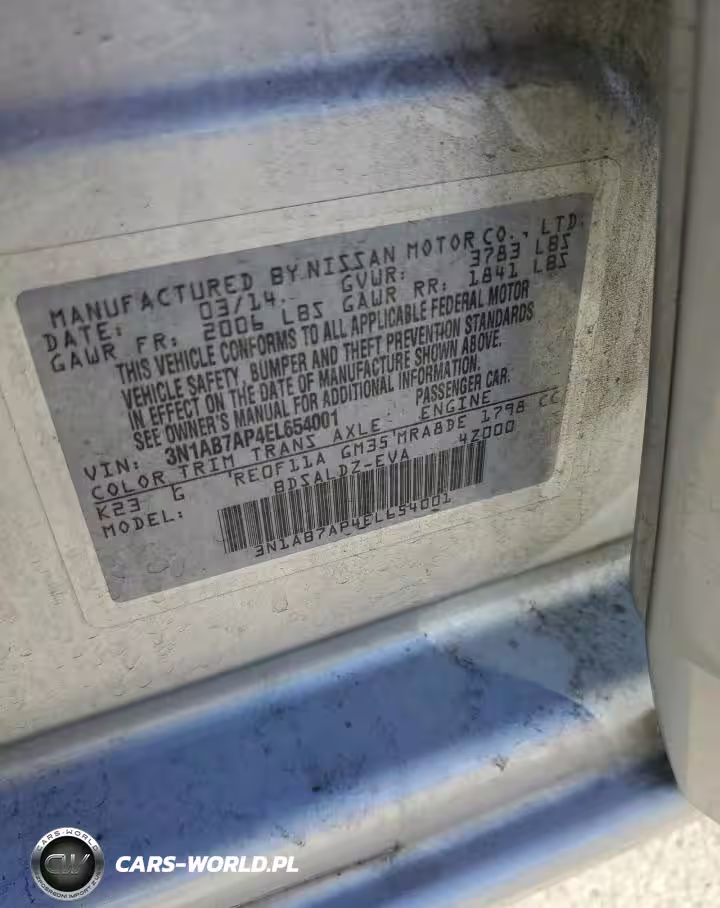 MANUFACTURED BY NISSAN MOTOR CO., LTD.
DATE: 03/14 GVWR: 3783 LBS
GAWR FR: 2006 LBS GAWR RR: 1841 LBS
THIS VEHICLE CONFORMS TO ALL APPLICABLE FEDERAL MOTOR
VEHICLE SAFETY, BUMPER AND THEFT PREVENTION STANDARDS
IN EFFECT ON THE DATE OF MANUFACTURE SHOWN ABOVE.
SEE OWNER'S MANUAL FOR ADDITIONAL INFORMATION.
VIN: 3N1AB7AP4EL654001 PASSENGER CAR.
COLOR TRIM TRANS AXLE ENGINE
K23 G RE0F11A GM35 MRA8DE 1798 CC
MODEL: BDSALDZ-EVA 4Z000
3N1AB7AP4EL654001
CARS-WORLD
CW
CARS-WORLD.PL